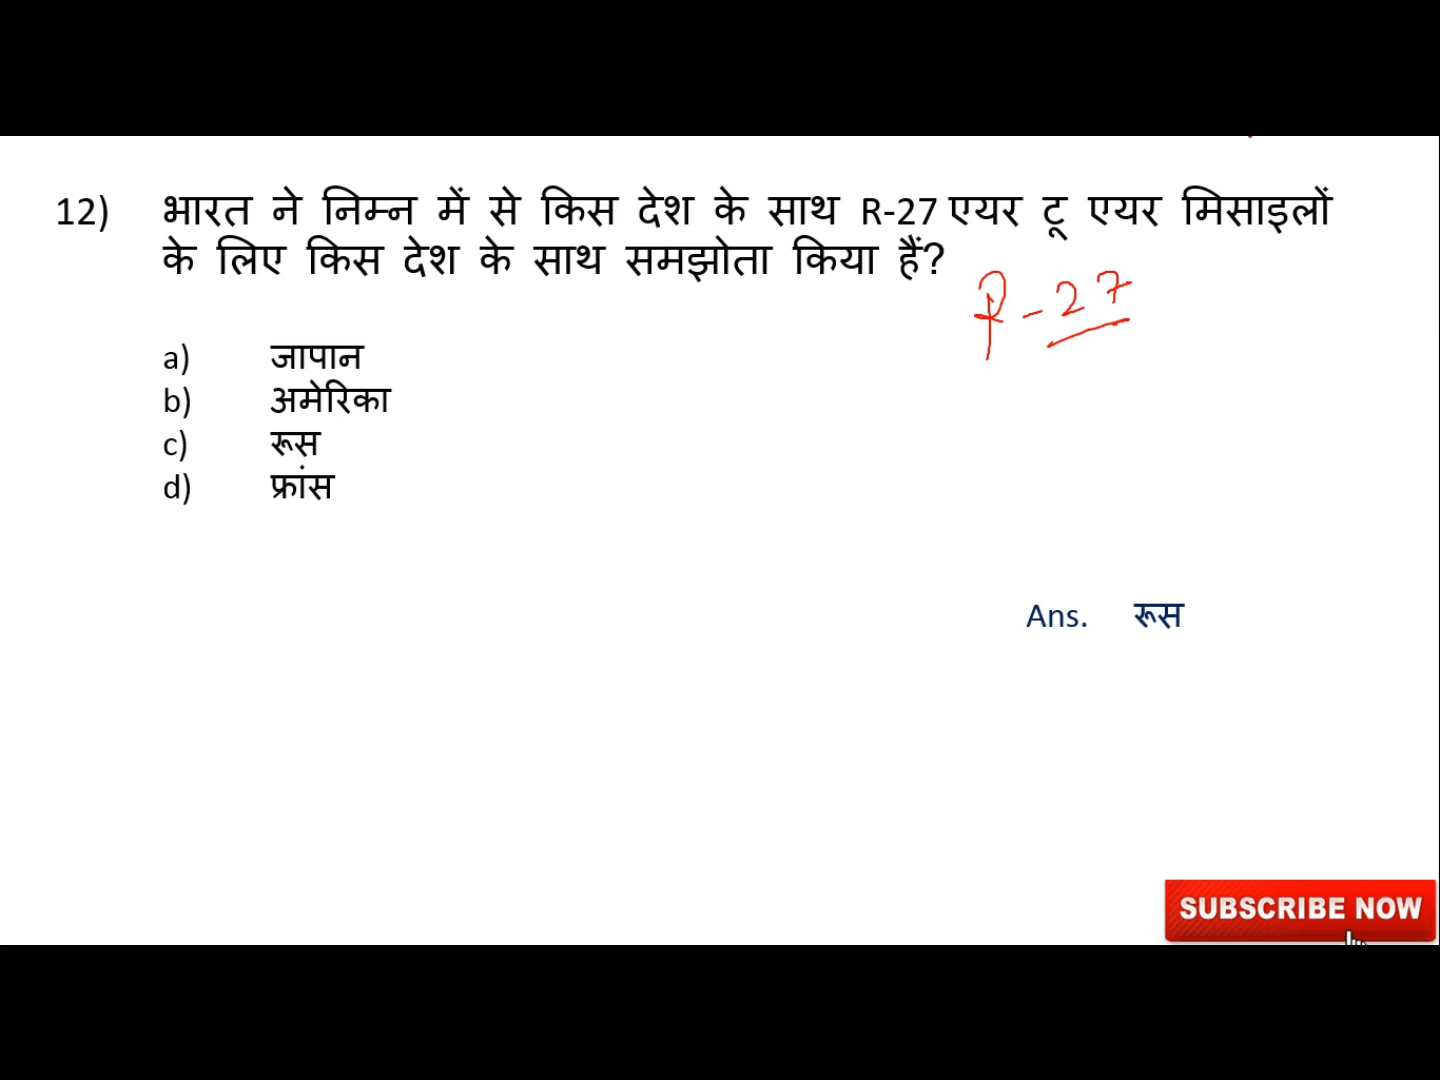 12) भारत ने निम्न में से किस देश के साथ R-27 एयर टू एयर मिसाइलों
के लिए किस देश के साथ समझोता किया हैं?
R-27
a) जापान
b) अमेरिका
c) रूस
d) फ्रांस
Ans. रूस
SUBSCRIBE NOW